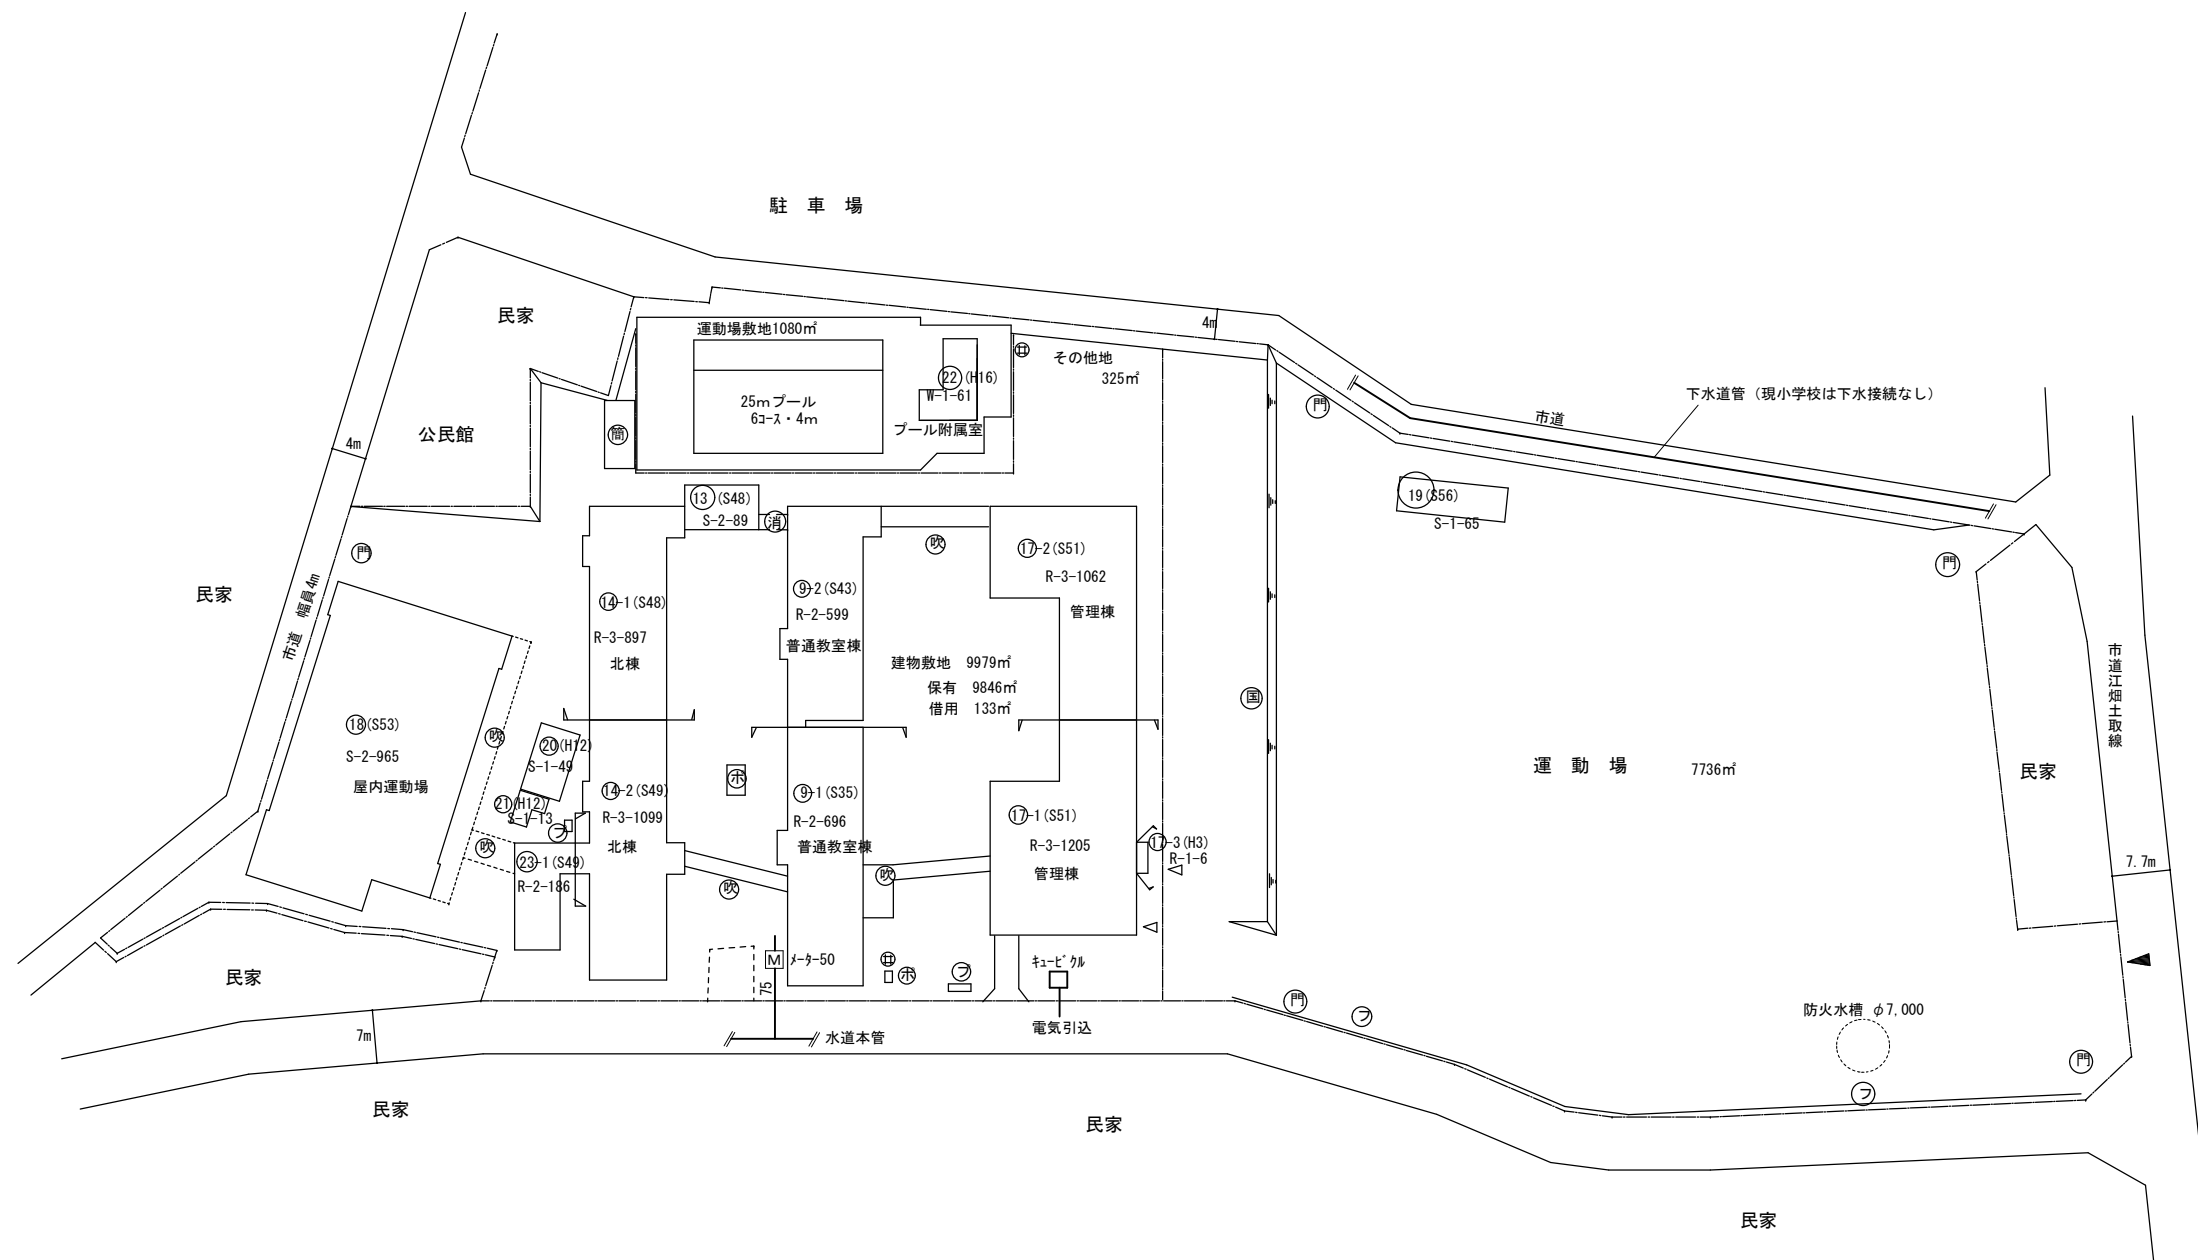 駐　車　場
民家
運動場敷地1080㎡
4m
その他地
325㎡
22 (H16)
W-1-61
プール附属室
25ｍプール
6ｺｰｽ・4ｍ
下水道管（現小学校は下水接続なし）
市道
門
公民館
4m
簡
13 (S48)
S-2-89
消
19(S56)
S-1-65
門
民家
門
吹
17-2(S51)
R-3-1062
管理棟
9-2(S43)
R-2-599
普通教室棟
14-1(S48)
R-3-897
北棟
市道　幅員4m
建物敷地　9979㎡
保有　9846㎡
借用　133㎡
国
市道江畑土取線
18(S53)
S-2-965
屋内運動場
吹
20(H12)
S-1-49
21(H12)
S-1-13
フ
ホ
14-2(S49)
R-3-1099
北棟
9-1(S35)
R-2-696
普通教室棟
17-1(S51)
R-3-1205
管理棟
17-3(H3)
R-1-6
運　動　場
7736㎡
民家
7.7m
吹
23-1(S49)
R-2-186
吹
吹
民家
M
ﾒｰﾀｰ50
75
井
井
ホ
ブ
ｷｭｰﾋﾞｸﾙ
電気引込
水道本管
7m
門
フ
防火水槽 φ7,000
フ
門
民家
民家
民家